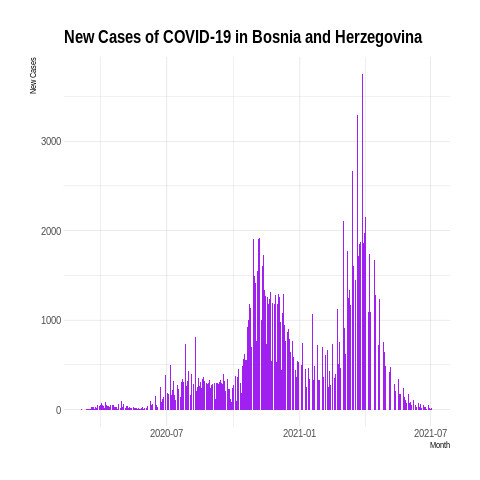 New Cases of COVID-19 in Bosnia and Herzegovina
New Cases
3000
2000
1000
0
2020-07
2021-01
2021-07
Month